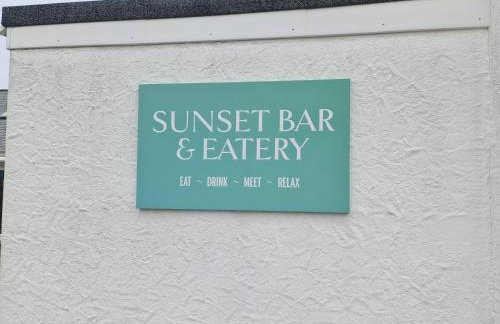 SUNSET BAR
& EATERY
EAT ~ DRINK ~ MEET ~ RELAX